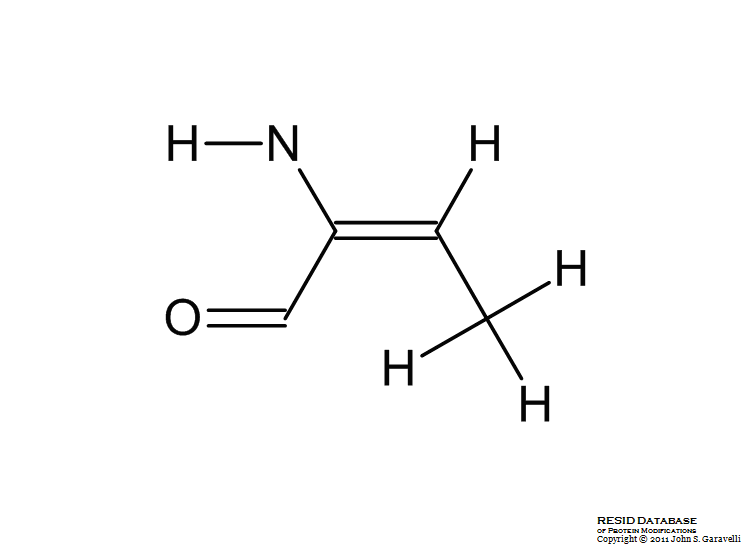 H N H
H
O
H
H
RESID DATABASE
OF PROTEIN MODIFICATIONS
Copyright © 2011 John S. Garavelli